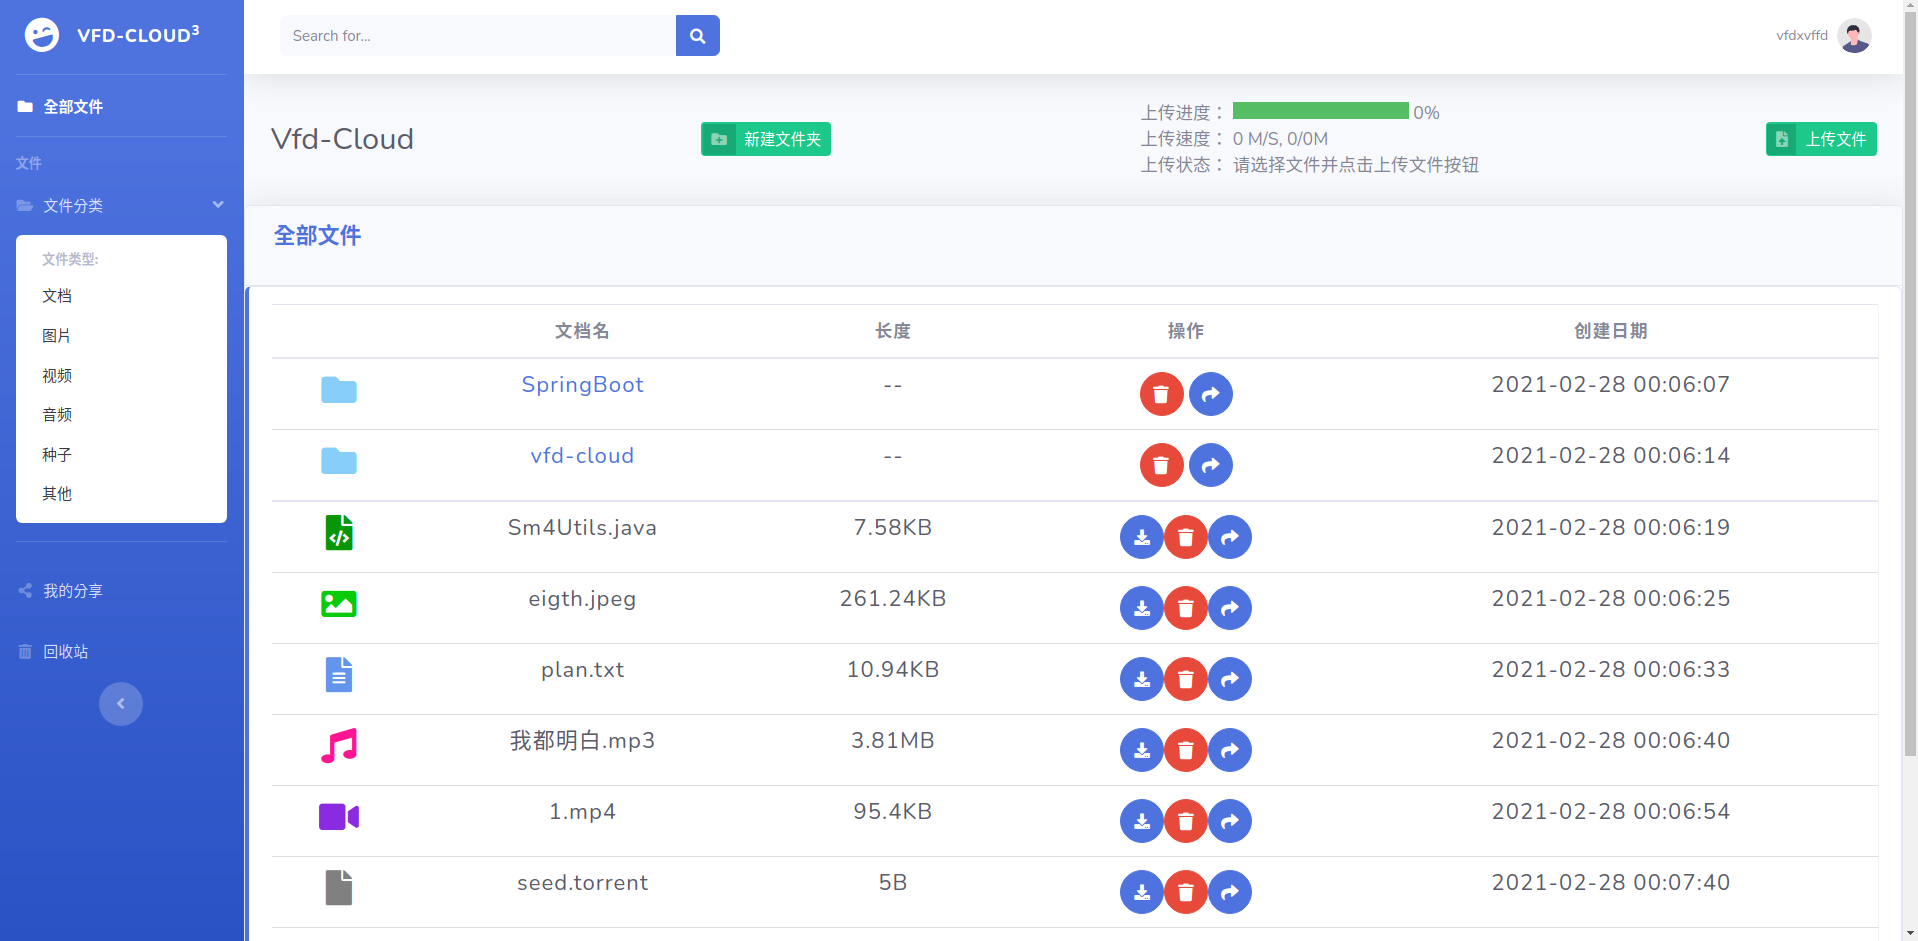 VFD-CLOUD3
全部文件
文件
文件分类
文件类型:
文档
图片
视频
音频
种子
其他
我的分享
回收站
Search for...
vfdxvffd
Vfd-Cloud
新建文件夹
上传进度： 0%
上传速度： 0 M/S, 0/0M
上传状态： 请选择文件并点击上传文件按钮
上传文件
全部文件
文档名 长度 操作 创建日期
SpringBoot -- 2021-02-28 00:06:07
vfd-cloud -- 2021-02-28 00:06:14
Sm4Utils.java 7.58KB 2021-02-28 00:06:19
eigth.jpeg 261.24KB 2021-02-28 00:06:25
plan.txt 10.94KB 2021-02-28 00:06:33
我都明白.mp3 3.81MB 2021-02-28 00:06:40
1.mp4 95.4KB 2021-02-28 00:06:54
seed.torrent 5B 2021-02-28 00:07:40